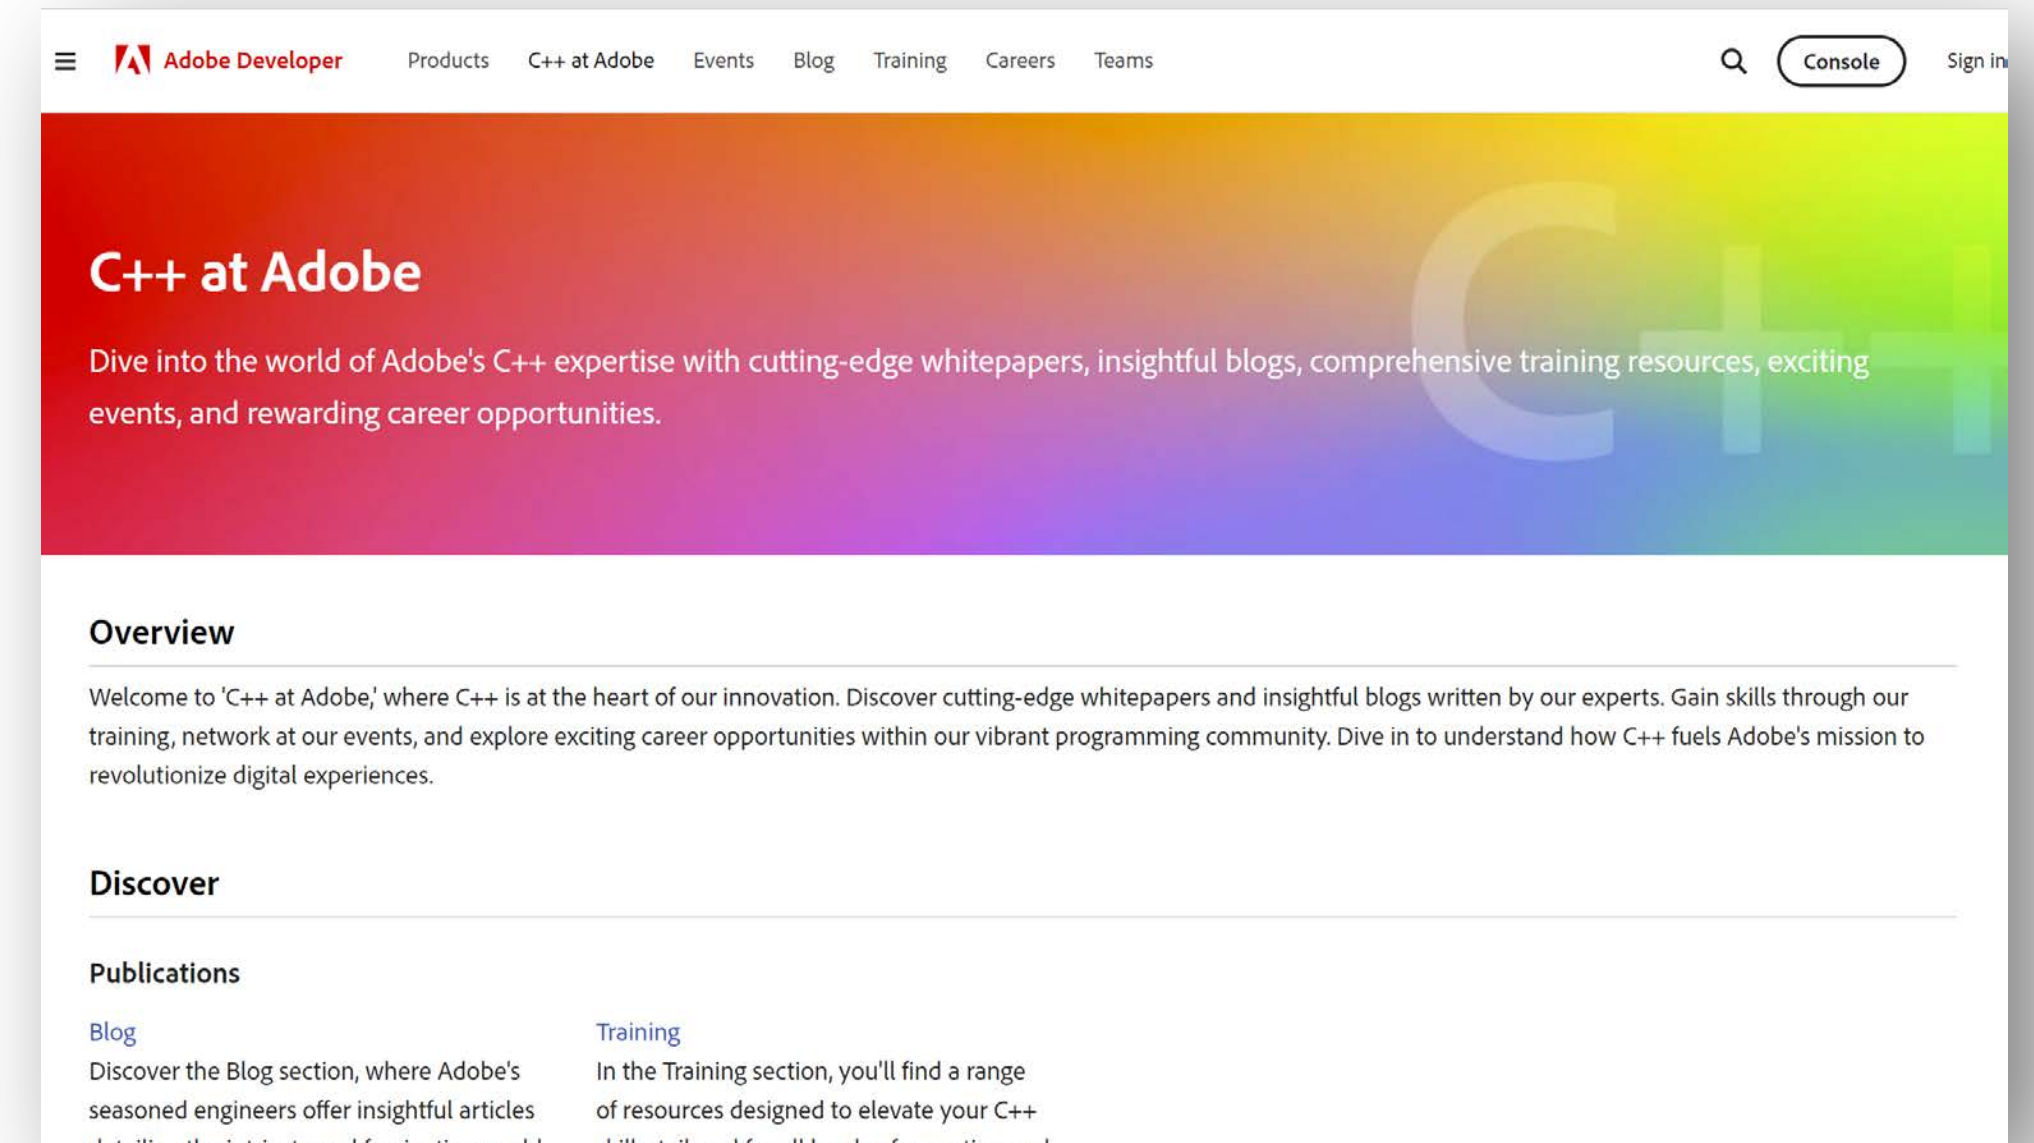 Adobe Developer Products C++ at Adobe Events Blog Training Careers Teams Console Sign in
C++
C++ at Adobe
Dive into the world of Adobe's C++ expertise with cutting-edge whitepapers, insightful blogs, comprehensive training resources, exciting
events, and rewarding career opportunities.
Overview
Welcome to 'C++ at Adobe,' where C++ is at the heart of our innovation. Discover cutting-edge whitepapers and insightful blogs written by our experts. Gain skills through our
training, network at our events, and explore exciting career opportunities within our vibrant programming community. Dive in to understand how C++ fuels Adobe's mission to
revolutionize digital experiences.
Discover
Publications
Blog
Discover the Blog section, where Adobe's
seasoned engineers offer insightful articles
Training
In the Training section, you'll find a range
of resources designed to elevate your C++